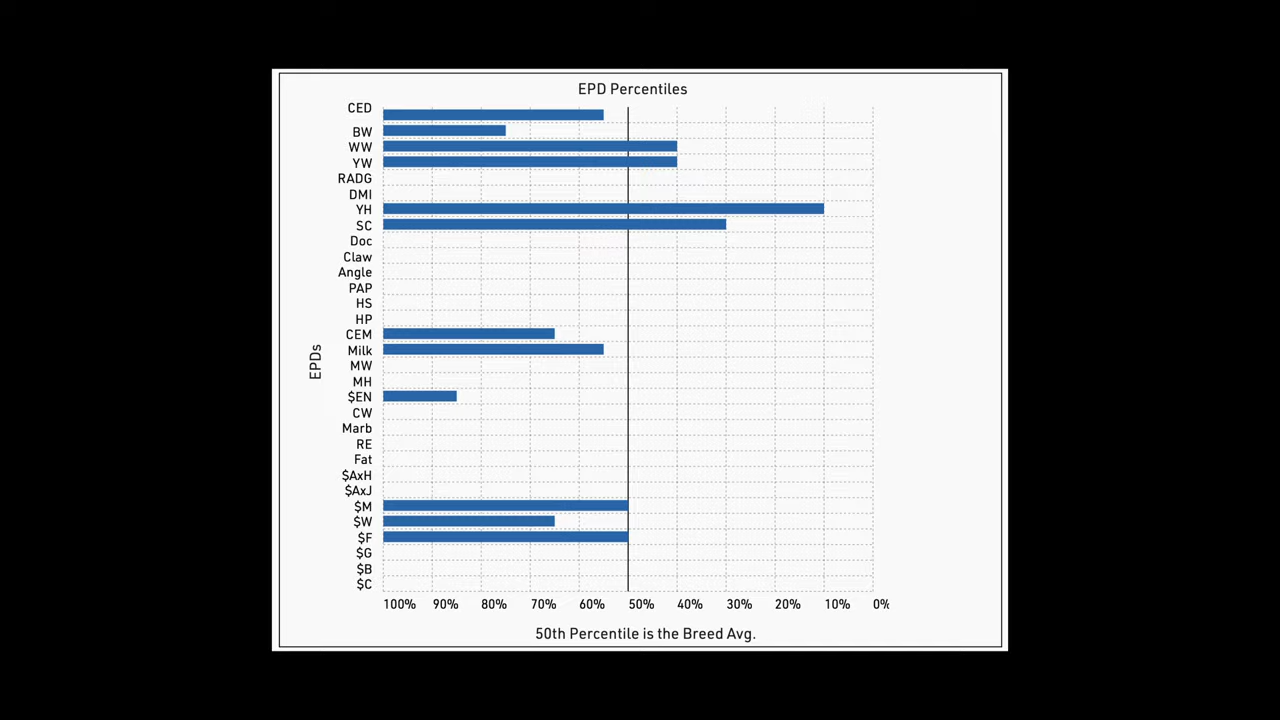 EPD Percentiles
CED
BW
WW
YW
RADG
DMI
YH
SC
Doc
Claw
Angle
PAP
HS
HP
CEM
Milk
MW
MH
$EN
CW
Marb
RE
Fat
$AxH
$AxJ
$M
$W
$F
$G
$B
$C
EPDs
100% 90% 80% 70% 60% 50% 40% 30% 20% 10% 0%
50th Percentile is the Breed Avg.